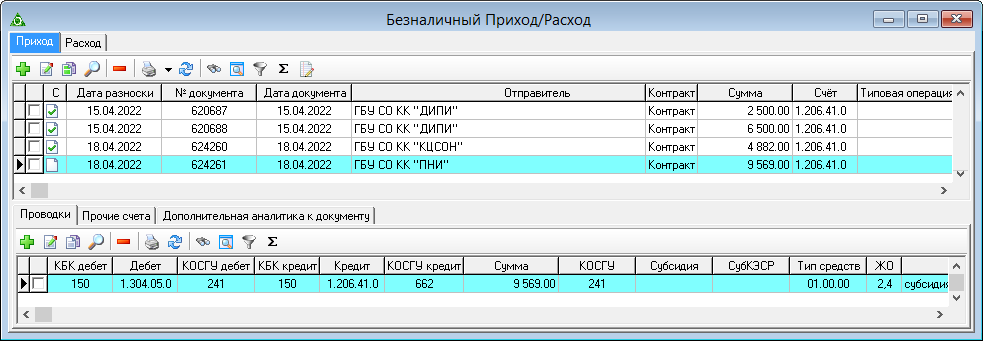 Безналичный Приход/Расход
Приход Расход
С Дата разноски № документа Дата документа Отправитель Контракт Сумма Счёт Типовая операция
15.04.2022 620687 15.04.2022 ГБУ СО КК "ДИПИ" Контракт 2 500.00 1.206.41.0
15.04.2022 620688 15.04.2022 ГБУ СО КК "ДИПИ" Контракт 6 500.00 1.206.41.0
18.04.2022 624260 18.04.2022 ГБУ СО КК "КЦСОН" Контракт 4 882.00 1.206.41.0
18.04.2022 624261 18.04.2022 ГБУ СО КК "ПНИ" Контракт 9 569.00 1.206.41.0
Проводки Прочие счета Дополнительная аналитика к документу
КБК дебет Дебет КОСГУ дебет КБК кредит Кредит КОСГУ кредит Сумма КОСГУ Субсидия СубКЭСР Тип средств ЖО
150 1.304.05.0 241 150 1.206.41.0 662 9 569.00 241 01.00.00 2,4 субсидия